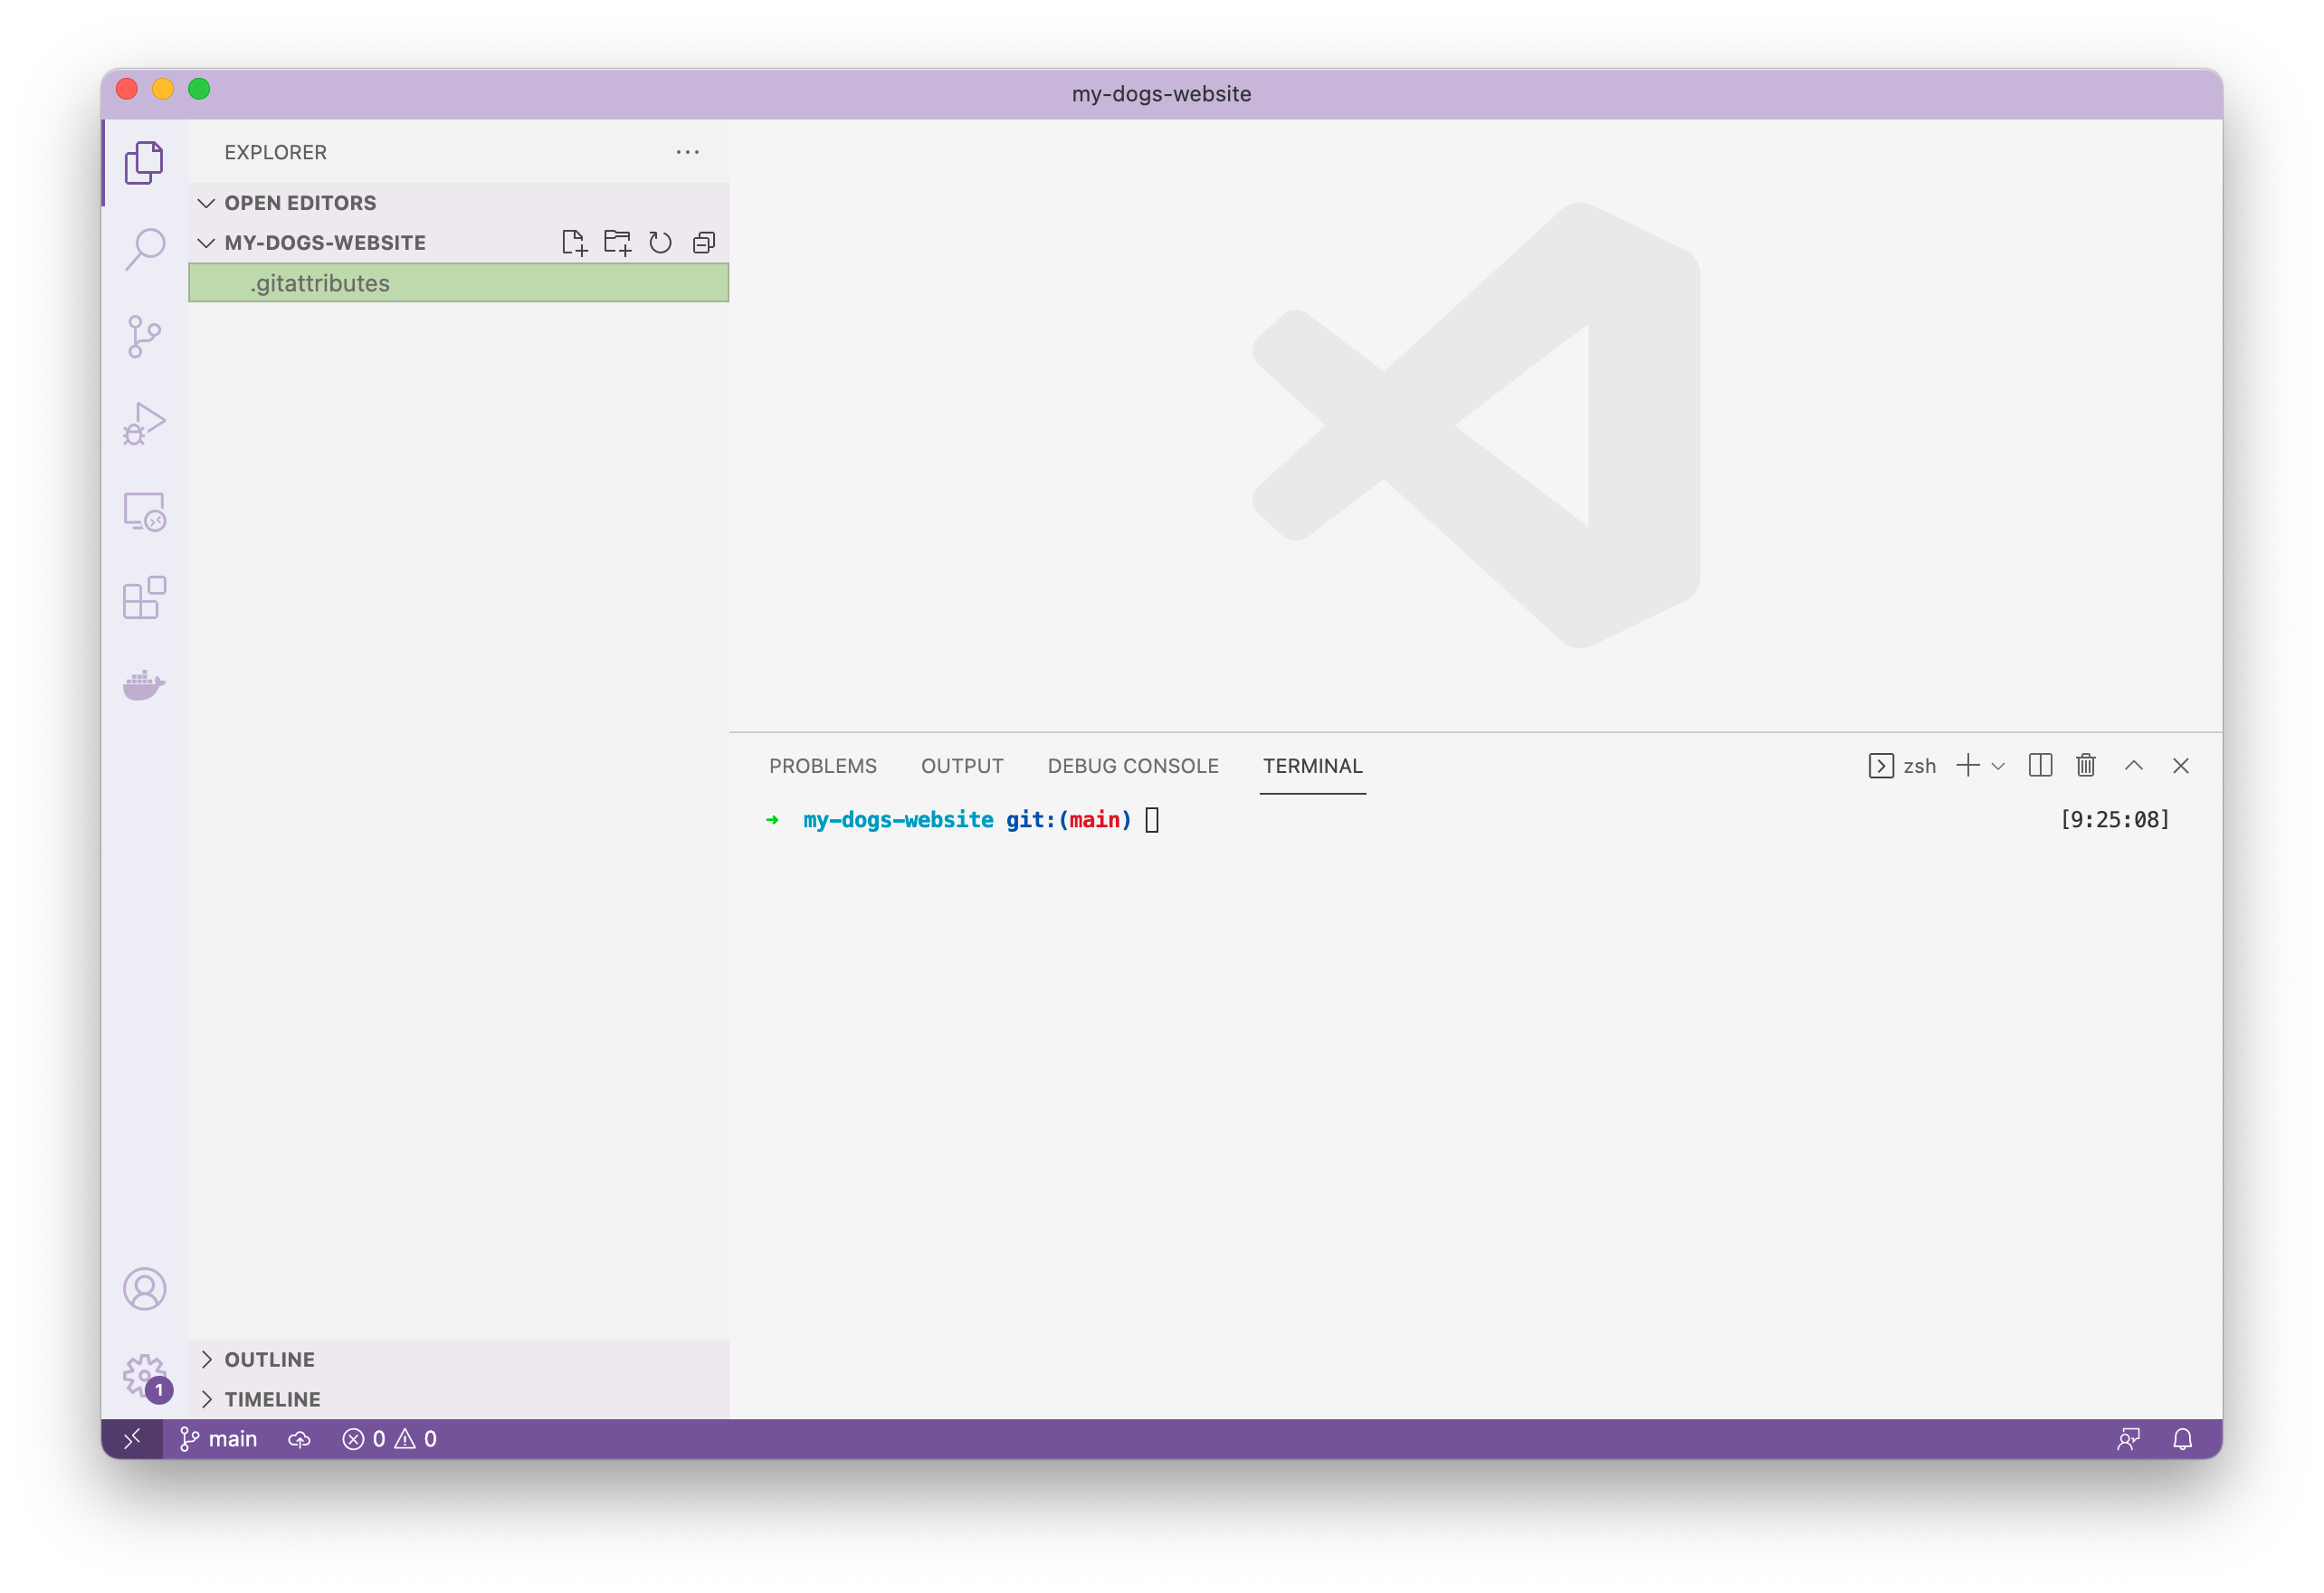 my-dogs-website
EXPLORER
OPEN EDITORS
MY-DOGS-WEBSITE
.gitattributes
PROBLEMS OUTPUT DEBUG CONSOLE TERMINAL zsh
➜ my-dogs-website git:(main) [9:25:08]
OUTLINE
1
TIMELINE
main 0 0